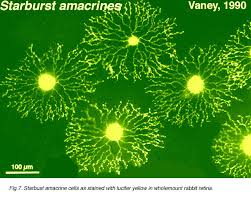 Starburst amacrines
Vaney, 1990
100 µm
Fig 7. Starbust amacrine cells as stained with lucifer yellow in wholemount rabbit retina.